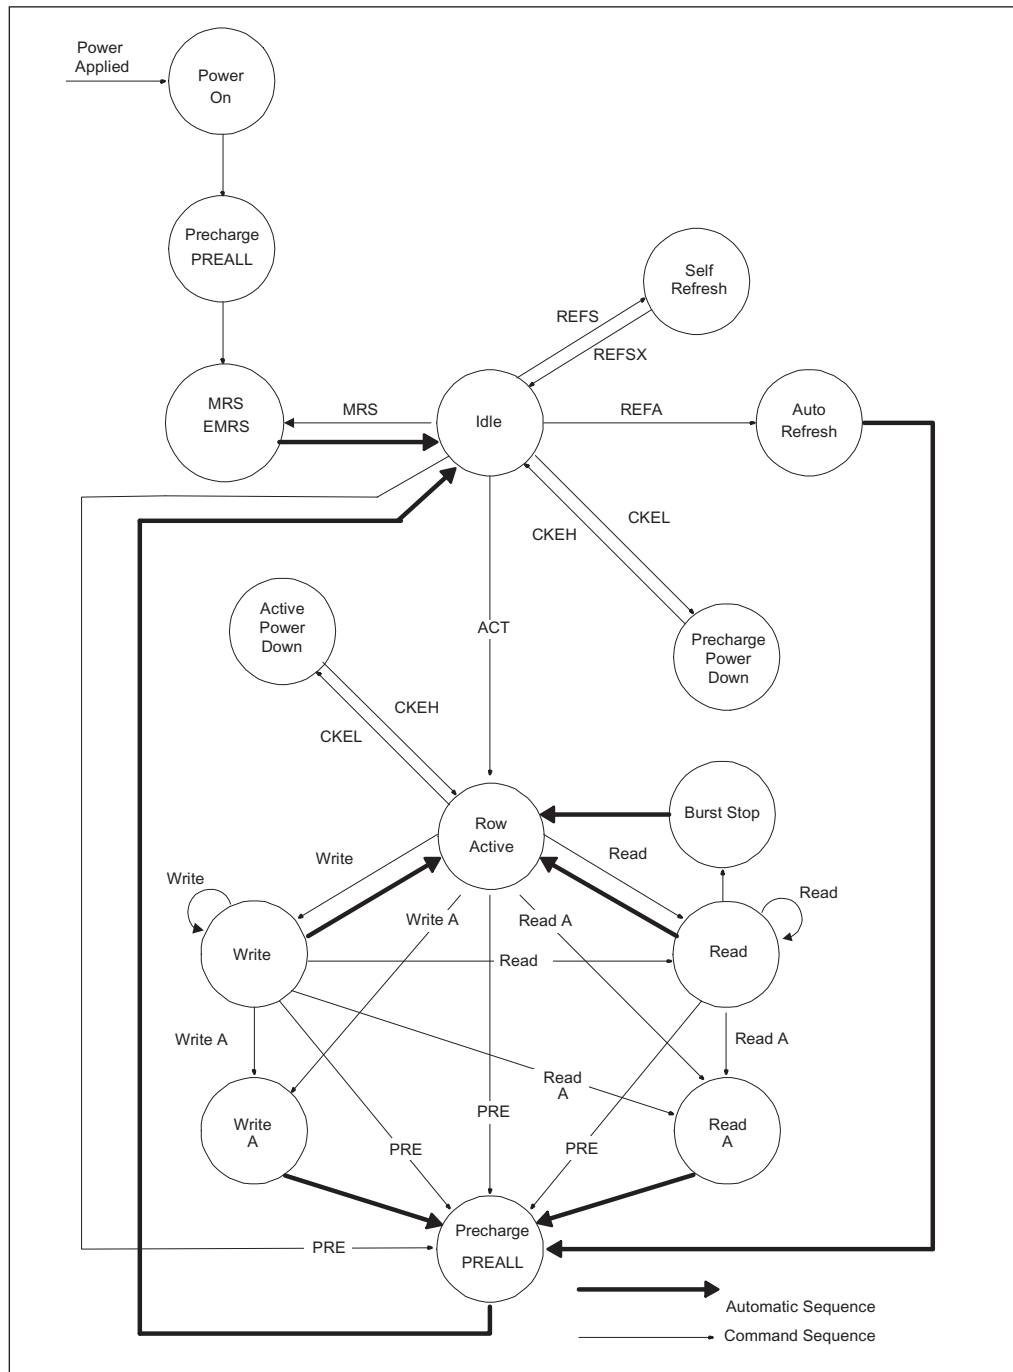 Power
Applied
Power
On
Precharge
PREALL
Self
Refresh
REFS
REFSX
MRS
EMRS
MRS
Idle
REFA
Auto
Refresh
CKEL
CKEH
ACT
Active
Power
Down
Precharge
Power
Down
CKEH
CKEL
Burst Stop
Row
Active
Write
Read
Write
Read
Write A
Read A
Write
Read
Read
Write A
Read A
Read
A
Write
A
PRE
Read
A
PRE
PRE
Precharge
PREALL
PRE
Automatic Sequence
Command Sequence